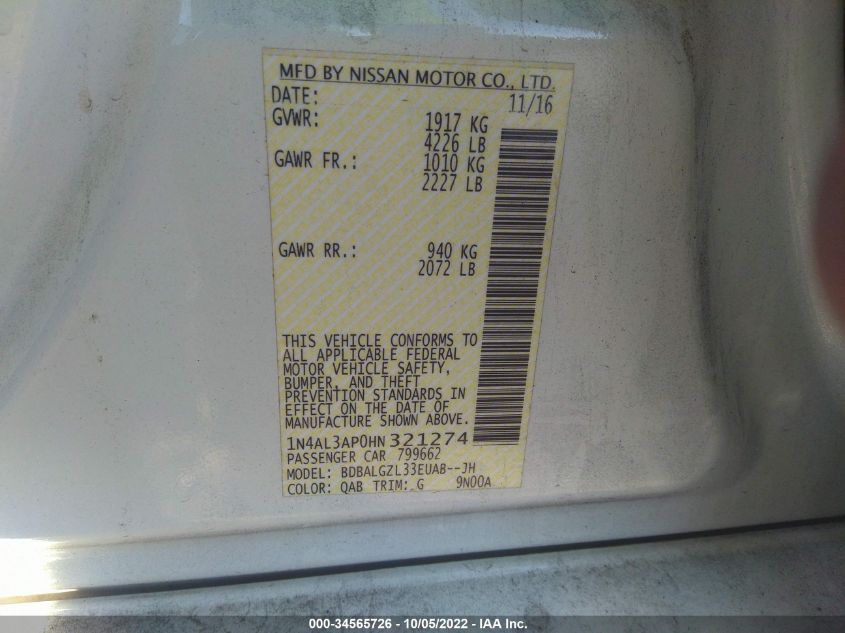 MFD BY NISSAN MOTOR CO., LTD.
DATE: 11/16
GVWR: 1917 KG
4226 LB
GAWR FR.: 1010 KG
2227 LB
GAWR RR.: 940 KG
2072 LB
THIS VEHICLE CONFORMS TO
ALL APPLICABLE FEDERAL
MOTOR VEHICLE SAFETY,
BUMPER, AND THEFT
PREVENTION STANDARDS IN
EFFECT ON THE DATE OF
MANUFACTURE SHOWN ABOVE.
1N4AL3AP0HN321274
PASSENGER CAR 799662
MODEL: BDBALGZL33EUAB--JH
COLOR: QAB TRIM: G 9N00A
000-34565726 - 10/05/2022 - IAA Inc.